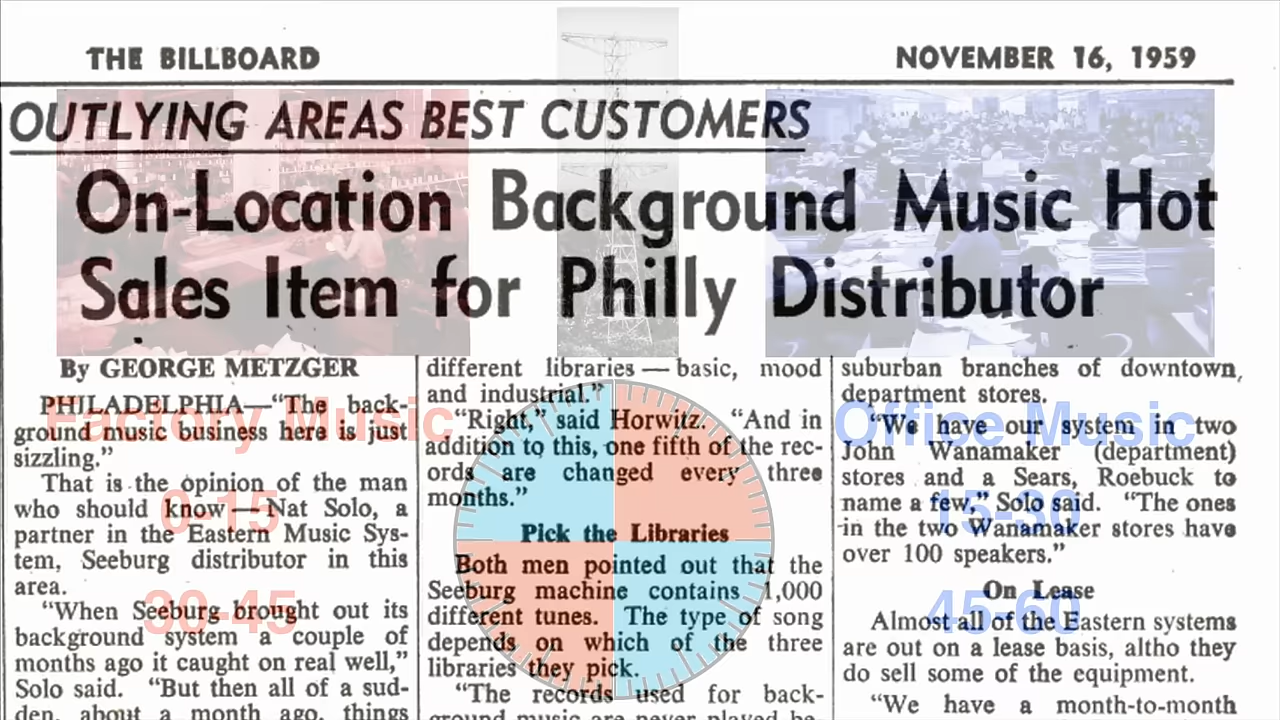 THE BILLBOARD
NOVEMBER 16, 1959
OUTLYING AREAS BEST CUSTOMERS
On-Location Background Music Hot
Sales Item for Philly Distributor
By GEORGE METZGER
PHILADELPHIA—"The back-
ground music business here is just
sizzling."
That is the opinion of the man
who should know—Nat Solo, a
partner in the Eastern Music Sys-
tem, Seeburg distributor in this
area.
"When Seeburg brought out its
background system a couple of
months ago it caught on real well,"
Solo said. "But then all of a sud-
den, about a month ago, things
different libraries—basic, mood
and industrial."
"Right," said Horwitz. "And in
addition to this, one fifth of the rec-
ords are changed every three
months."
Pick the Libraries
Both men pointed out that the
Seeburg machine contains 1,000
different tunes. The type of song
depends on which of the three
libraries they pick.
"The records used for back-
ground music are never played be-
suburban branches of downtown,
department stores.
"We have our system in two
John Wanamaker (department)
stores and a Sears, Roebuck to
name a few," Solo said. "The ones
in the two Wanamaker stores have
over 100 speakers."
On Lease
Almost all of the Eastern systems
are out on a lease basis, altho they
do sell some of the equipment.
"We have a month-to-month
Factory Music
0-15
30-45
Office Music
15-30
45-60